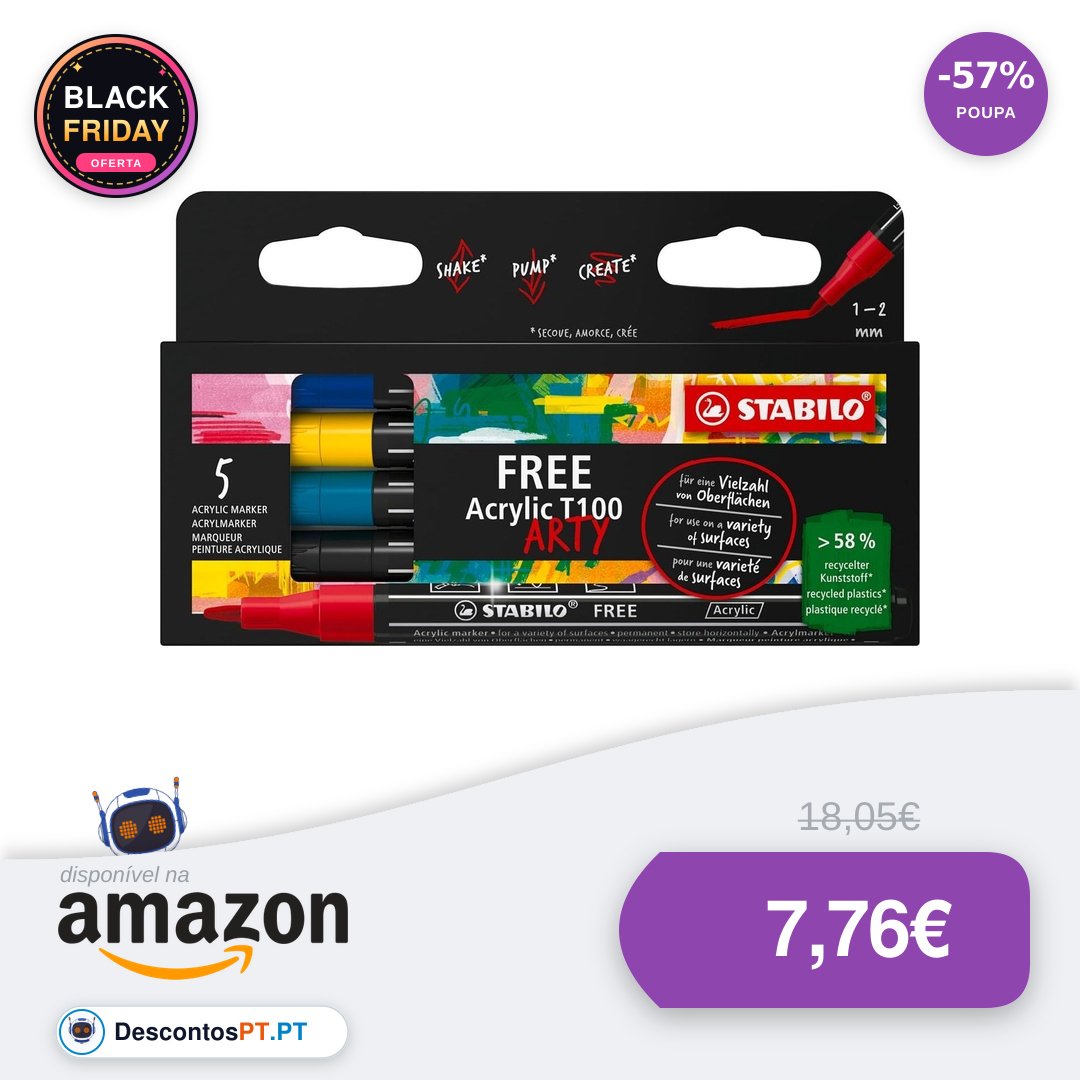 BLACK
FRIDAY
OFERTA
-57%
POUPA
SHAKE*
PUMP*
CREATE*
* SECOUE, AMORCE, CRÉE
1–2
mm
STABILO®
5
ACRYLIC MARKER
ACRYLMARKER
MARQUEUR
PEINTURE ACRYLIQUE
FREE
Acrylic T100
ARTY
für eine Vielzahl
von Oberflächen
for use on a variety
of surfaces
pour une variété
de surfaces
> 58 %
recycelter
Kunststoff*
recycled plastics*
plastique recyclé*
STABILO® FREE Acrylic
Acrylic marker • for a variety of surfaces • permanent • store horizontally • Acrylmarker
18,05€
7,76€
disponível na
amazon
DescontosPT.PT